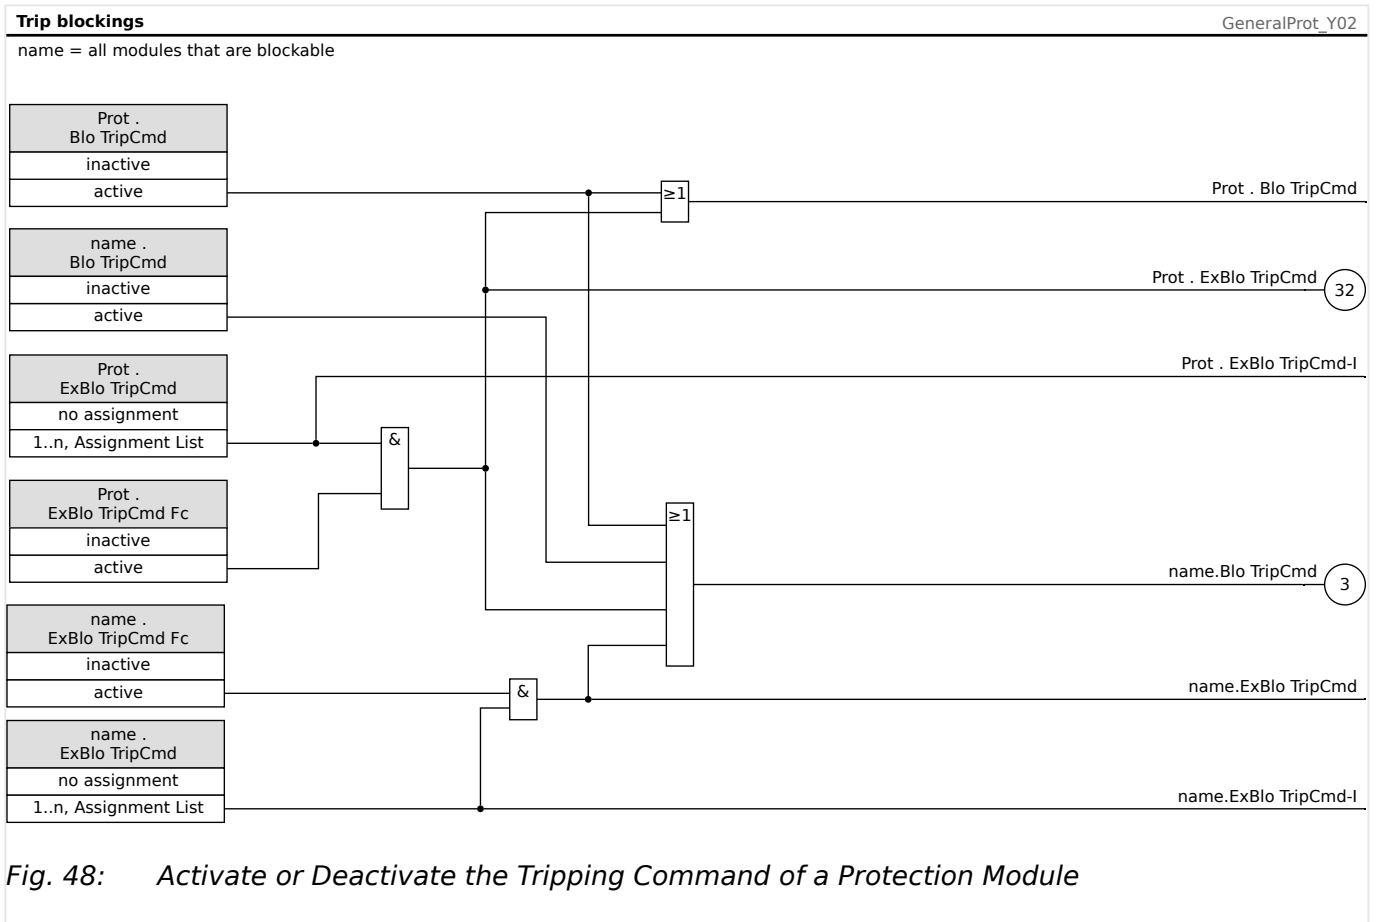 Trip blockings
GeneralProt_Y02
name = all modules that are blockable
Prot .
Blo TripCmd
inactive
active
≥1
Prot . Blo TripCmd
name .
Blo TripCmd
inactive
active
Prot . ExBlo TripCmd
32
Prot .
ExBlo TripCmd
no assignment
1..n, Assignment List
Prot . ExBlo TripCmd-I
&
Prot .
ExBlo TripCmd Fc
inactive
active
≥1
name.Blo TripCmd
3
name .
ExBlo TripCmd Fc
inactive
active
&
name.ExBlo TripCmd
name .
ExBlo TripCmd
no assignment
1..n, Assignment List
name.ExBlo TripCmd-I
Fig. 48: Activate or Deactivate the Tripping Command of a Protection Module